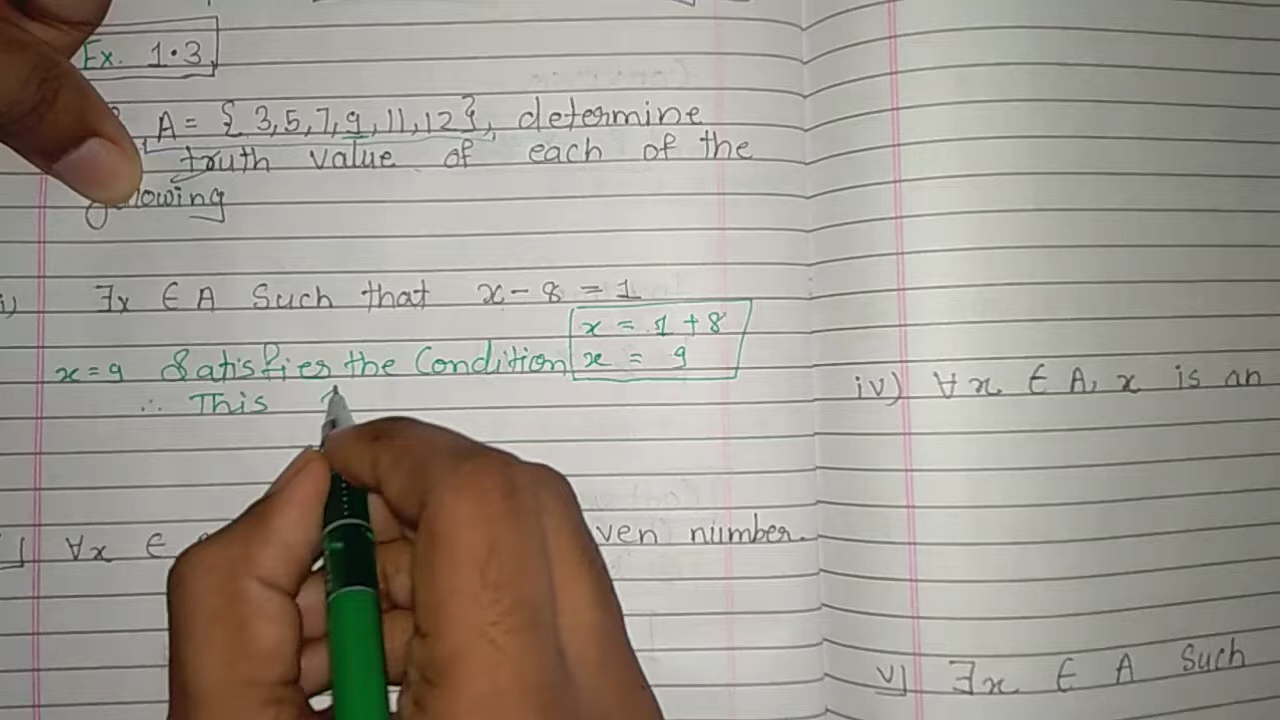 Ex. 1.3
A = { 3, 5, 7, 9, 11, 12 }, determine
truth value of each of the
lowing
i) ∃x ∈ A Such that x - 8 = 1
x = 1 + 8
x = 9 Satisfies the Condition x = 9
∴ This
∀x ∈ ven number.
iv) ∀x ∈ A, x is an
v) ∃x ∈ A Such